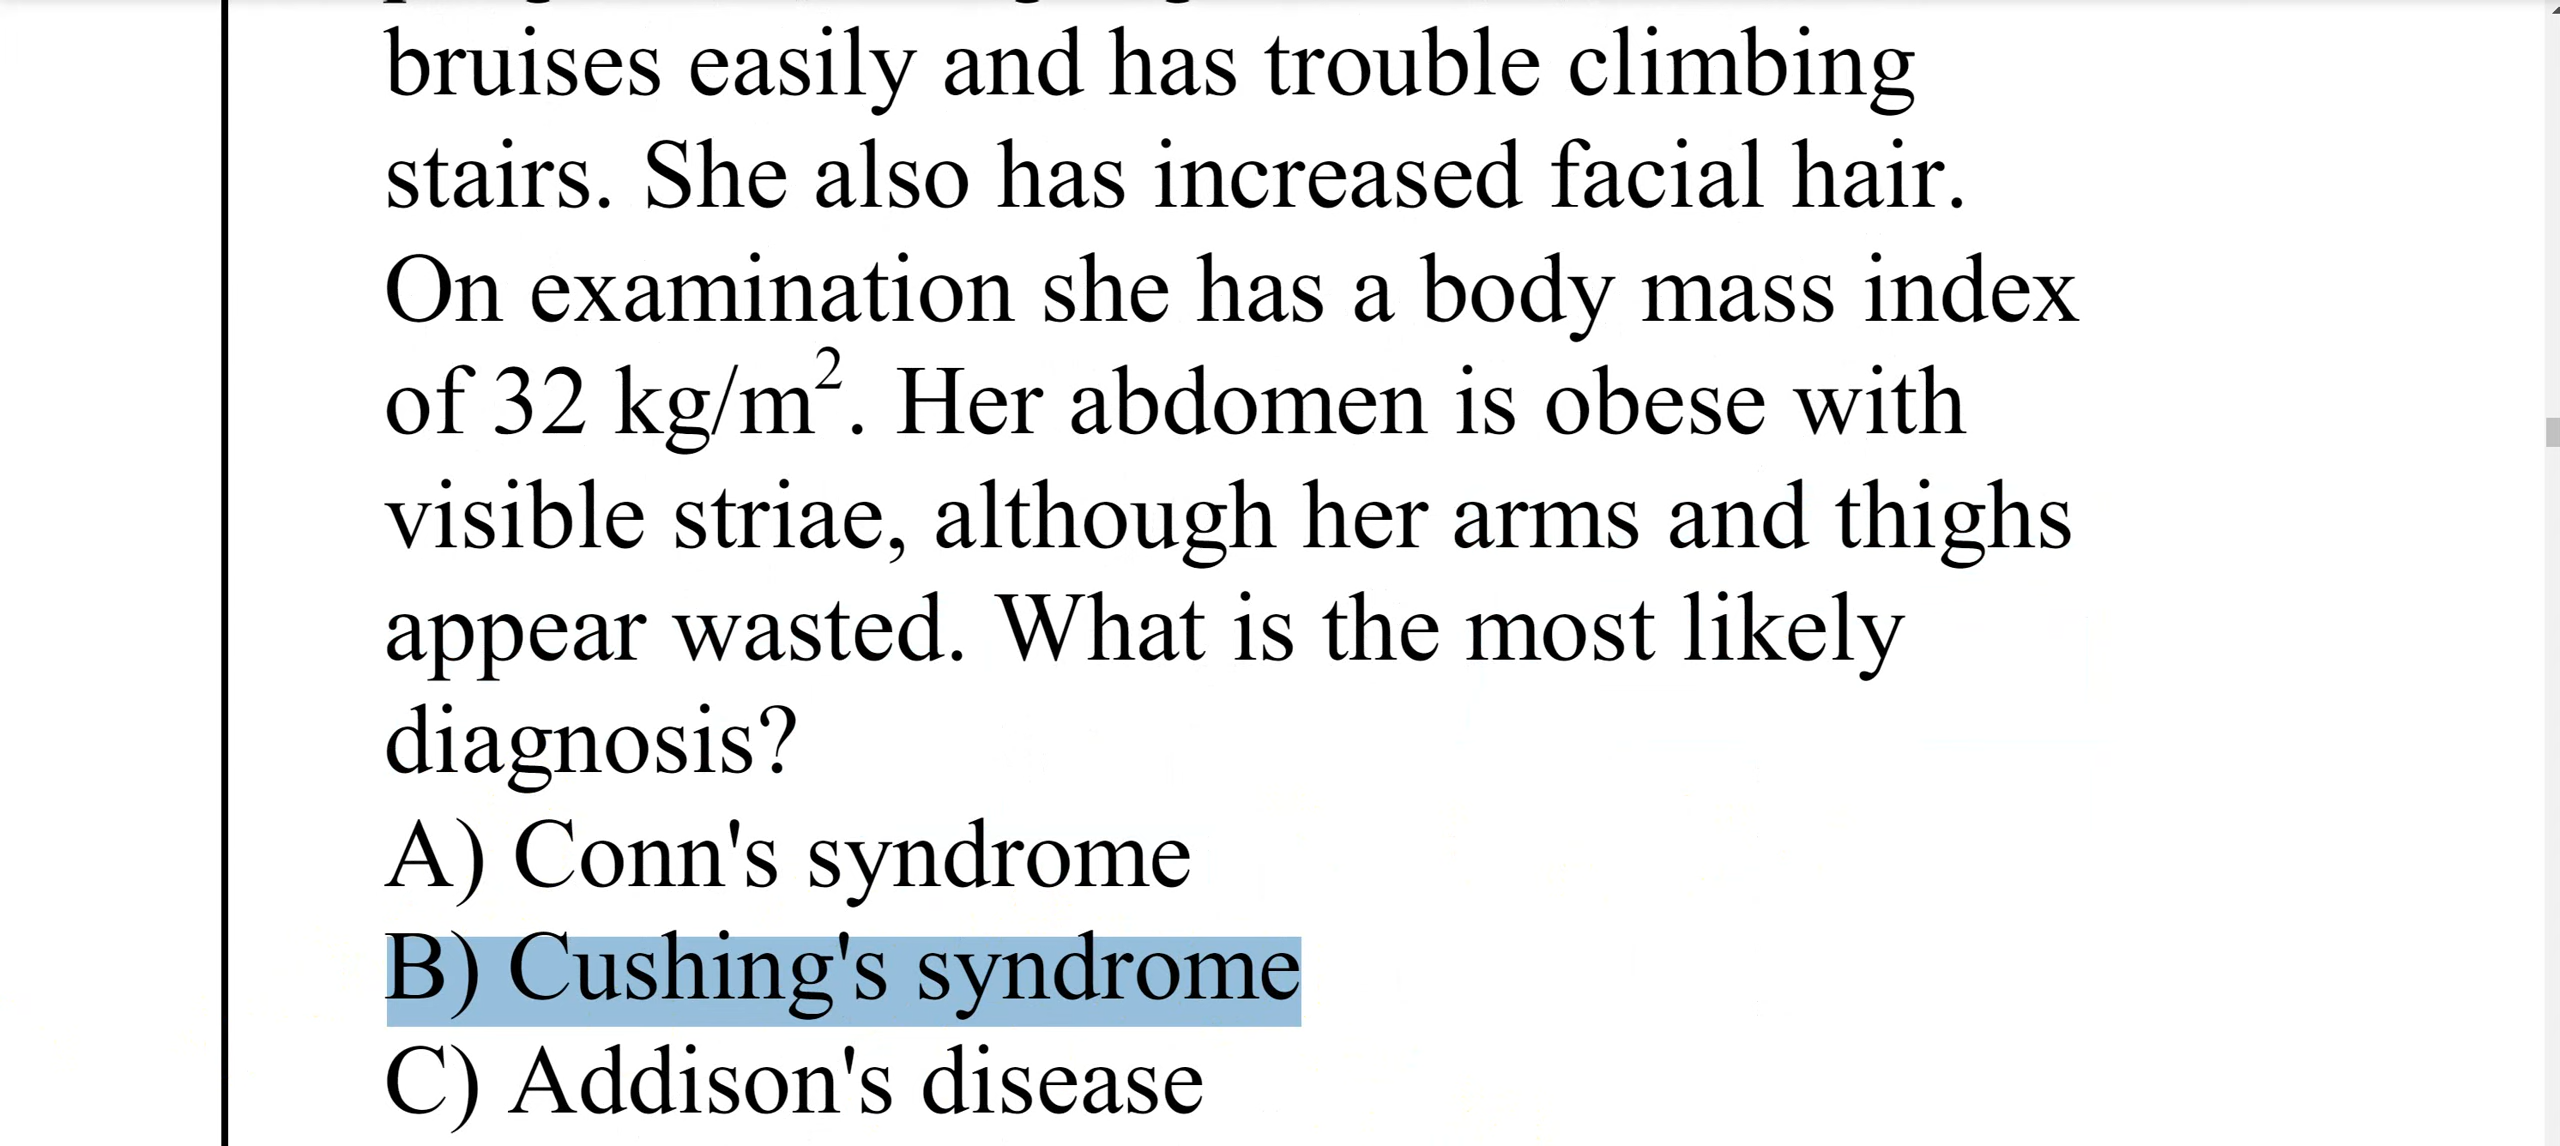 bruises easily and has trouble climbing
stairs. She also has increased facial hair.
On examination she has a body mass index
of 32 kg/m². Her abdomen is obese with
visible striae, although her arms and thighs
appear wasted. What is the most likely
diagnosis?
A) Conn's syndrome
B) Cushing's syndrome
C) Addison's disease